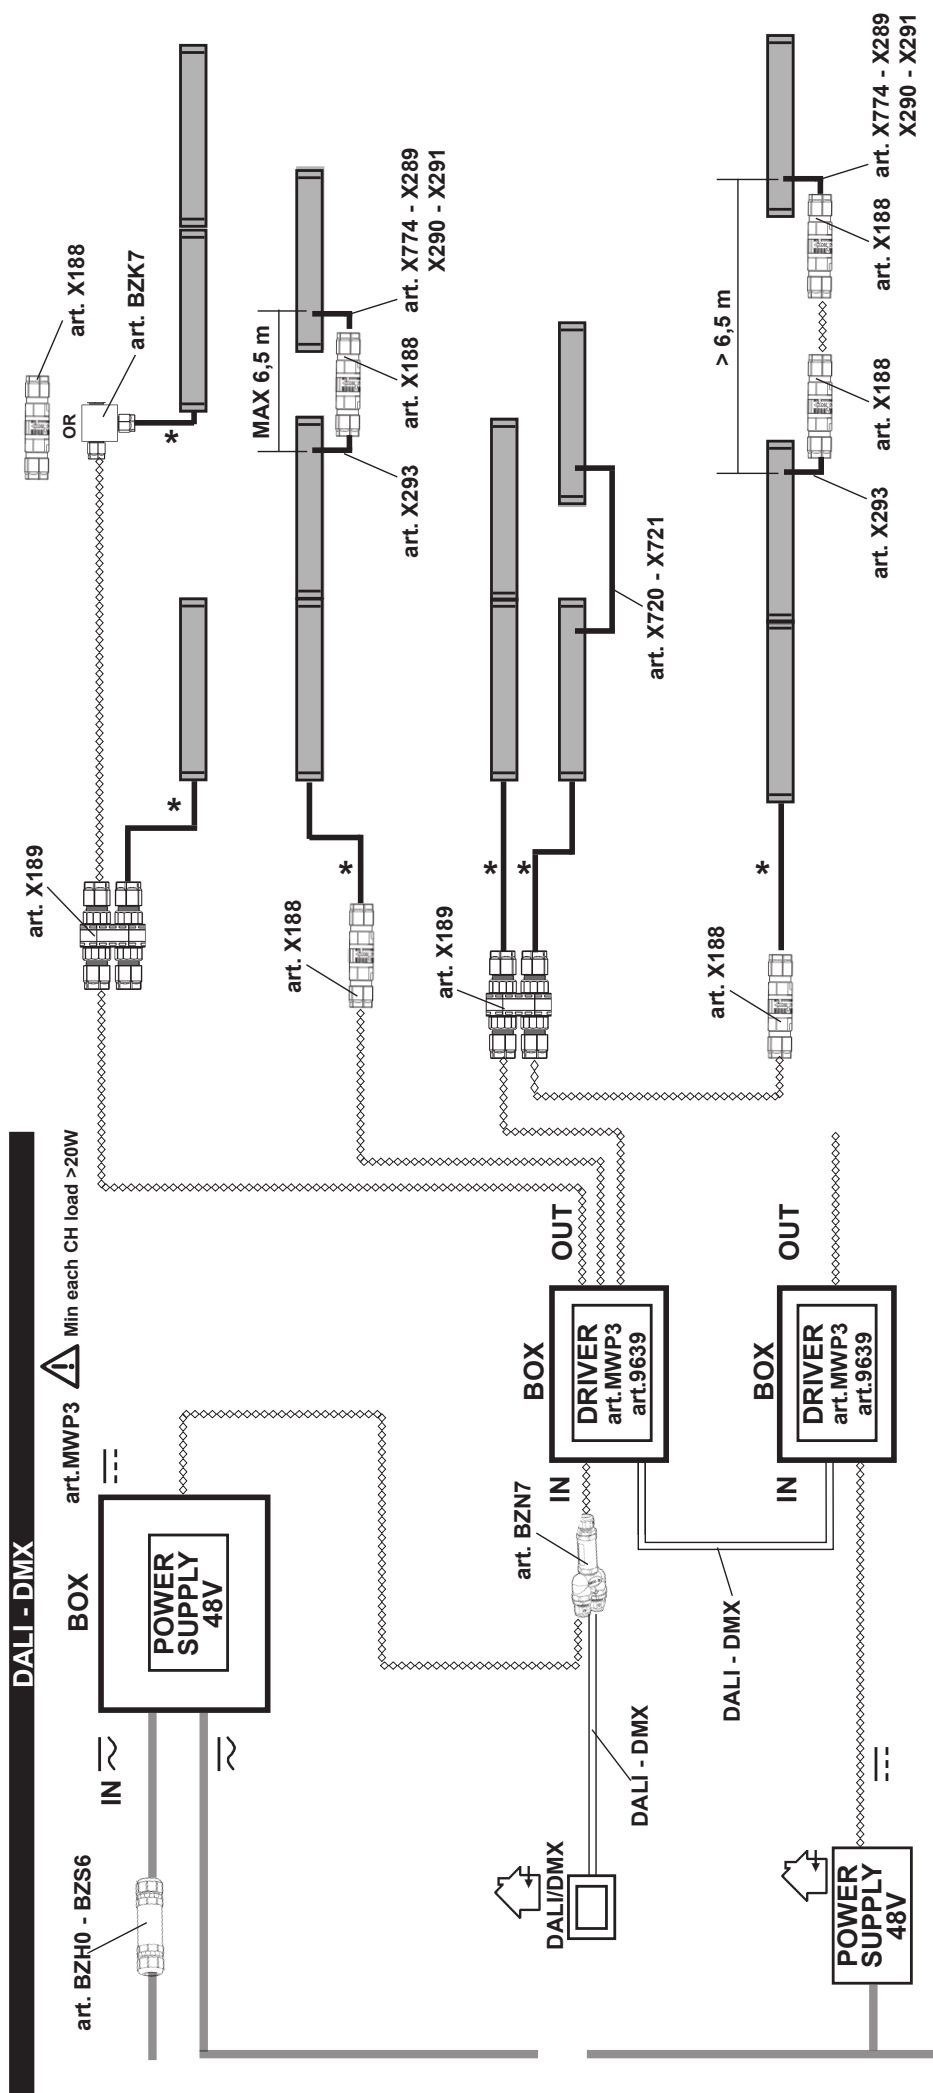 DALI - DMX
art. BZH0 - BZS6
IN
BOX
POWER
SUPPLY
48V
art.MWP3
Min each CH load >20W
art. X189
*
OR
art. X188
art. BZK7
*
art. X188
*
MAX 6,5 m
art. X293
art. X188
art. X774 - X289
X290 - X291
DALI/DMX
DALI - DMX
art. BZN7
IN
BOX
DRIVER
art.MWP3
art.9639
OUT
art. X189
*
*
art. X720 - X721
DALI - DMX
POWER
SUPPLY
48V
IN
BOX
DRIVER
art.MWP3
art.9639
OUT
art. X188
*
> 6,5 m
art. X293
art. X188
art. X188
art. X774 - X289
X290 - X291